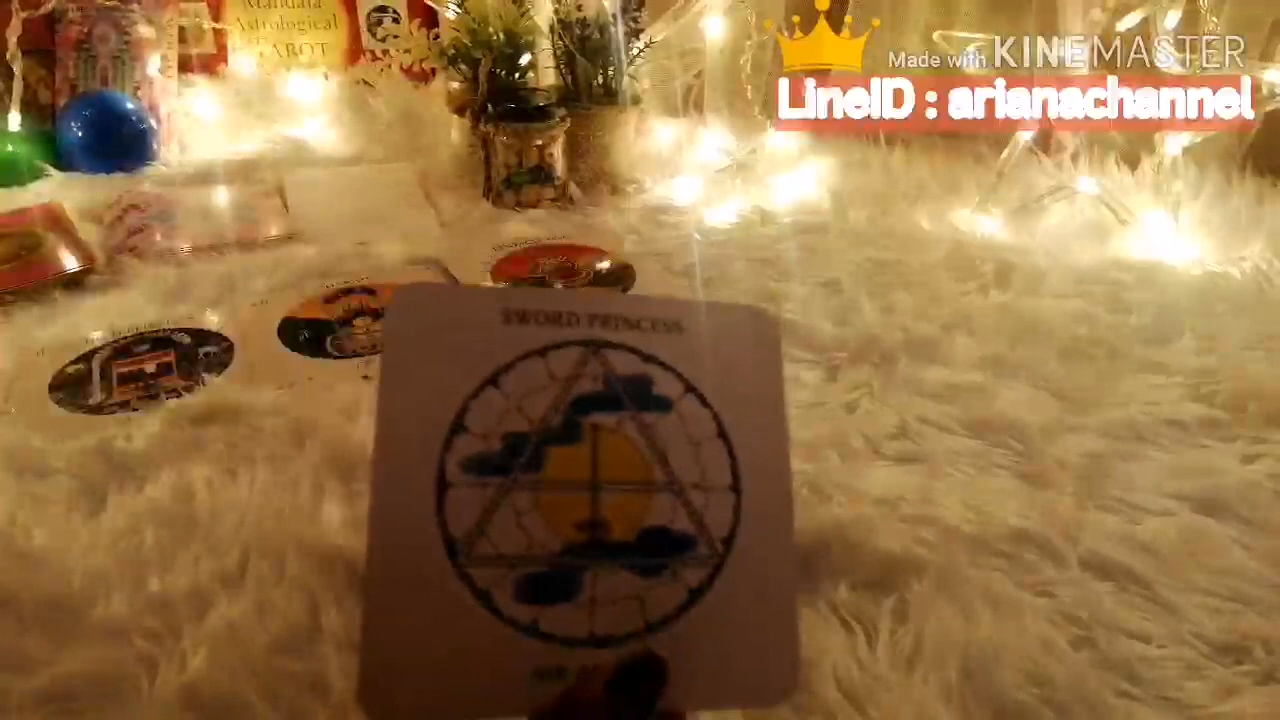 Mandala
Astrological
TAROT
Made with KINEMASTER
LineID : arianachannel
SWORD PRINCESS